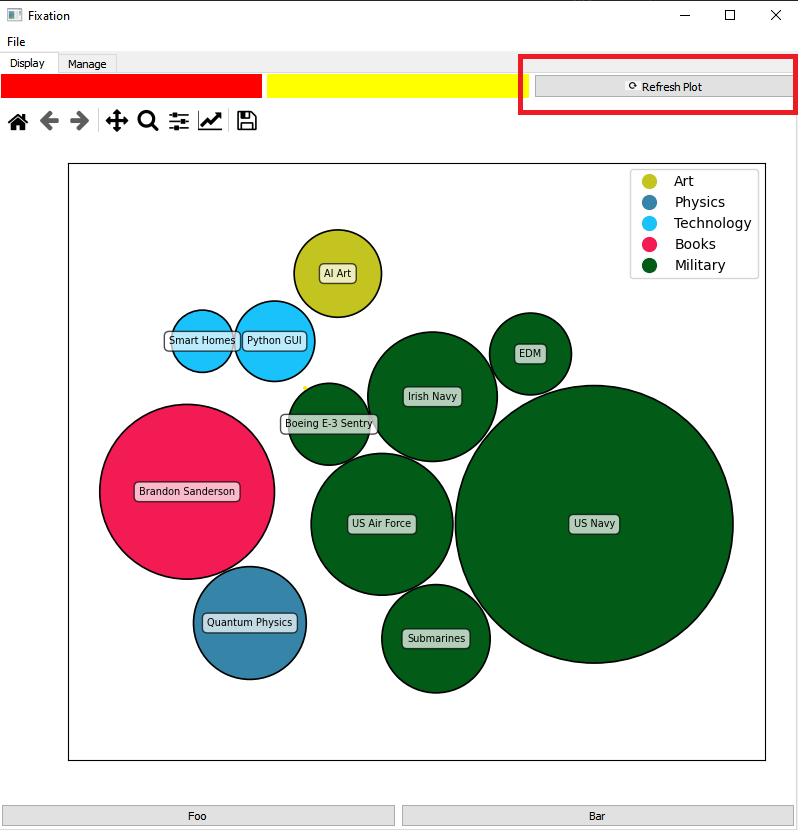 Fixation
File
Display Manage
Refresh Plot
Art
Physics
Technology
Books
Military
AI Art
Smart Homes Python GUI
EDM
Irish Navy
Boeing E-3 Sentry
Brandon Sanderson
US Air Force
US Navy
Quantum Physics
Submarines
Foo Bar